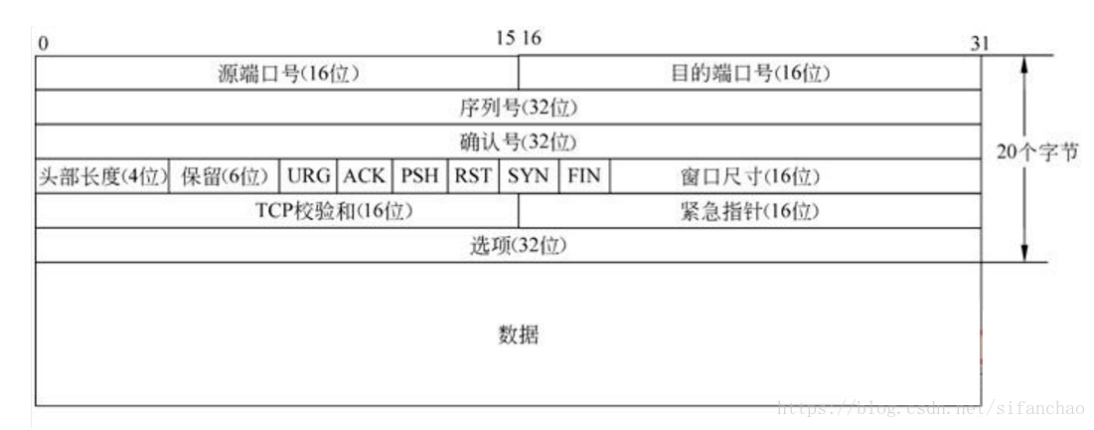 0 15 16 31
源端口号(16位) 目的端口号(16位)
序列号(32位)
确认号(32位)
20个字节
头部长度(4位) 保留(6位) URG ACK PSH RST SYN FIN 窗口尺寸(16位)
TCP校验和(16位) 紧急指针(16位)
选项(32位)
数据
https://blog.csdn.net/sifanchao